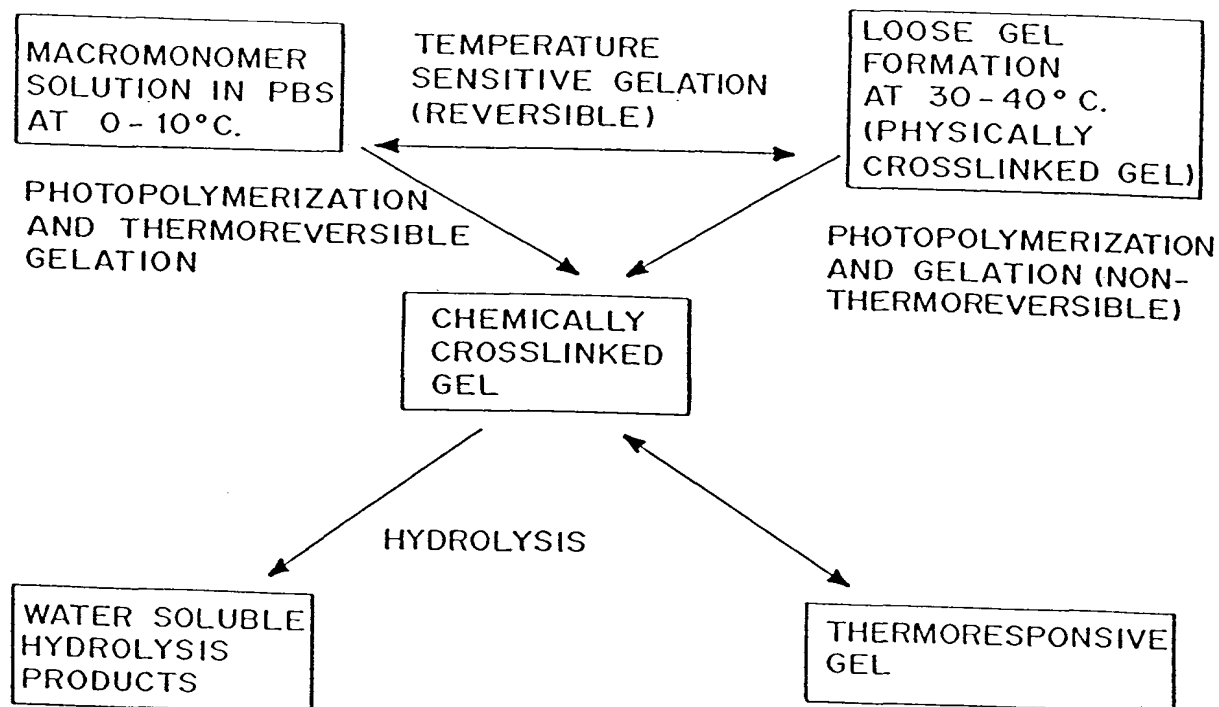 MACROMONOMER
SOLUTION IN PBS
AT 0-10°C.
TEMPERATURE
SENSITIVE GELATION
(REVERSIBLE)
LOOSE GEL
FORMATION
AT 30-40°C.
(PHYSICALLY
CROSSLINKED GEL)
PHOTOPOLYMERIZATION
AND THERMOREVERSIBLE
GELATION
PHOTOPOLYMERIZATION
AND GELATION (NON-
THERMOREVERSIBLE)
CHEMICALLY
CROSSLINKED
GEL
HYDROLYSIS
WATER SOLUBLE
HYDROLYSIS
PRODUCTS
THERMORESPONSIVE
GEL